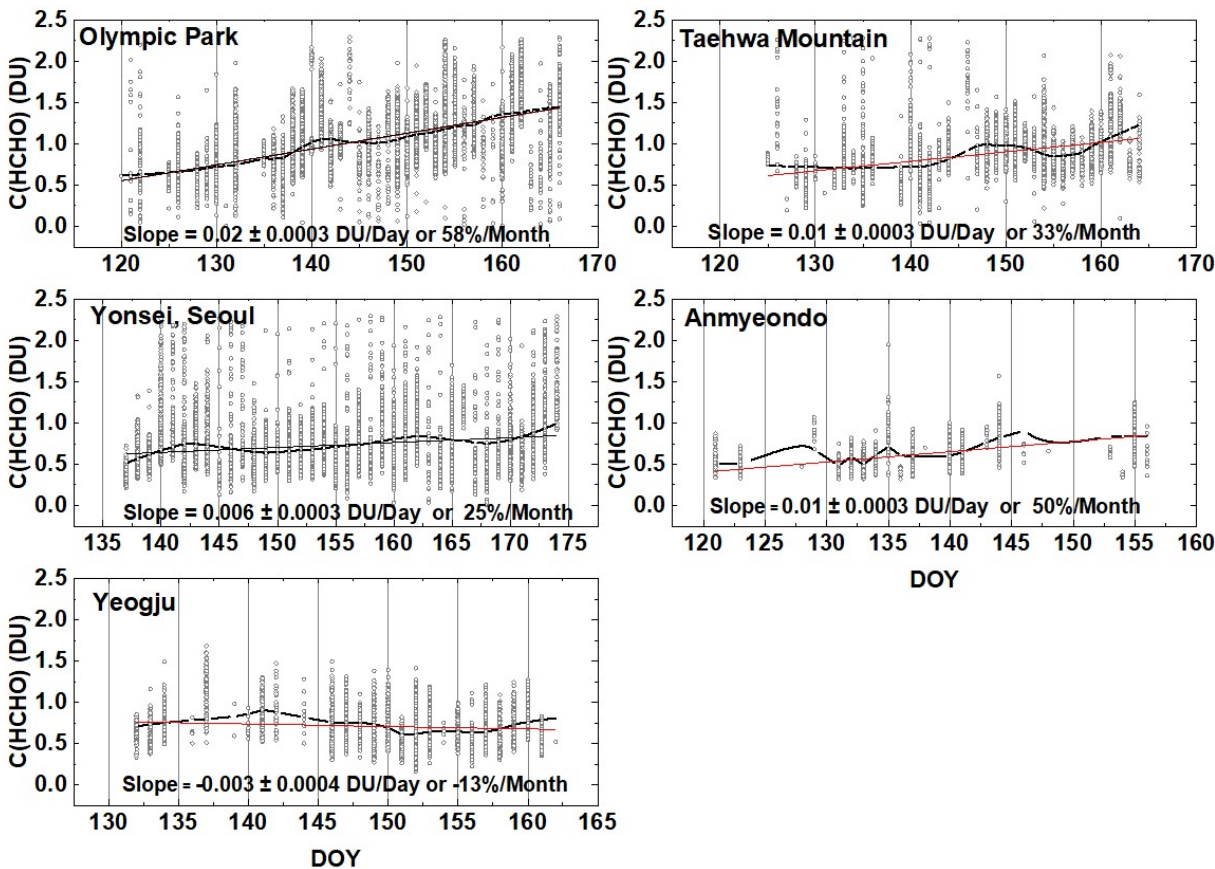 Olympic Park
C(HCHO) (DU)
2.5
2.0
1.5
1.0
0.5
0.0
Slope = 0.02 ± 0.0003 DU/Day or 58%/Month
120 130 140 150 160 170
Taehwa Mountain
C(HCHO) (DU)
2.5
2.0
1.5
1.0
0.5
0.0
Slope = 0.01 ± 0.0003 DU/Day or 33%/Month
120 130 140 150 160 170
Yonsei, Seoul
C(HCHO) (DU)
2.5
2.0
1.5
1.0
0.5
0.0
Slope = 0.006 ± 0.0003 DU/Day or 25%/Month
135 140 145 150 155 160 165 170 175
Anmyeondo
C(HCHO) (DU)
2.5
2.0
1.5
1.0
0.5
0.0
Slope = 0.01 ± 0.0003 DU/Day or 50%/Month
120 125 130 135 140 145 150 155 160
DOY
Yeogju
C(HCHO) (DU)
2.5
2.0
1.5
1.0
0.5
0.0
Slope = -0.003 ± 0.0004 DU/Day or -13%/Month
130 135 140 145 150 155 160 165
DOY